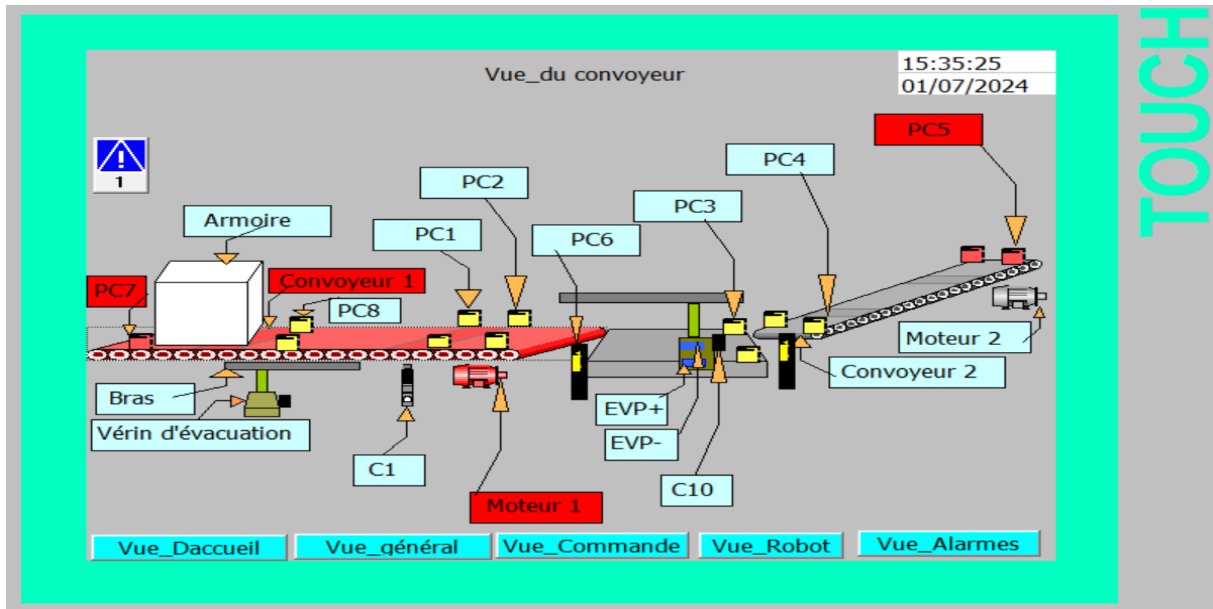 TOUCH
15:35:25
Vue_du convoyeur
01/07/2024
PC5
PC4
1
PC2
PC3
Armoire
PC1
PC6
PC7
Convoyeur 1
PC8
Moteur 2
Convoyeur 2
Bras
EVP+
Vérin d'évacuation
EVP-
C1
C10
Moteur 1
Vue_Daccueil
Vue_général
Vue_Commande
Vue_Robot
Vue_Alarmes